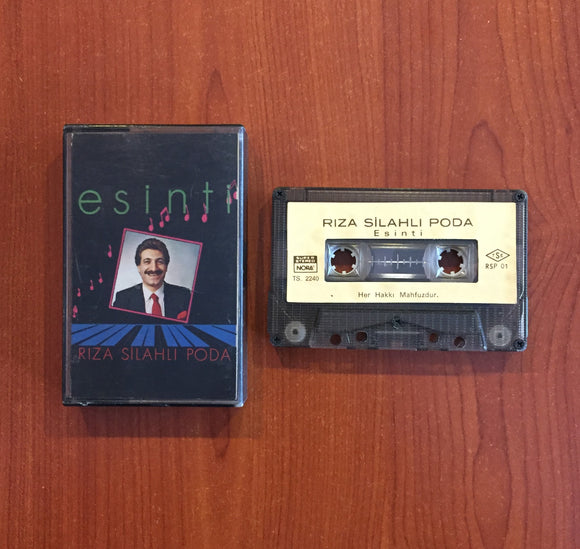 esinti
RIZA SİLAHLI PODA
RIZA SİLAHLI PODA
Esinti
SUPER
STEREO
NORA
TS. 2240
TSE
RSP 01
Her Hakkı Mahfuzdur.